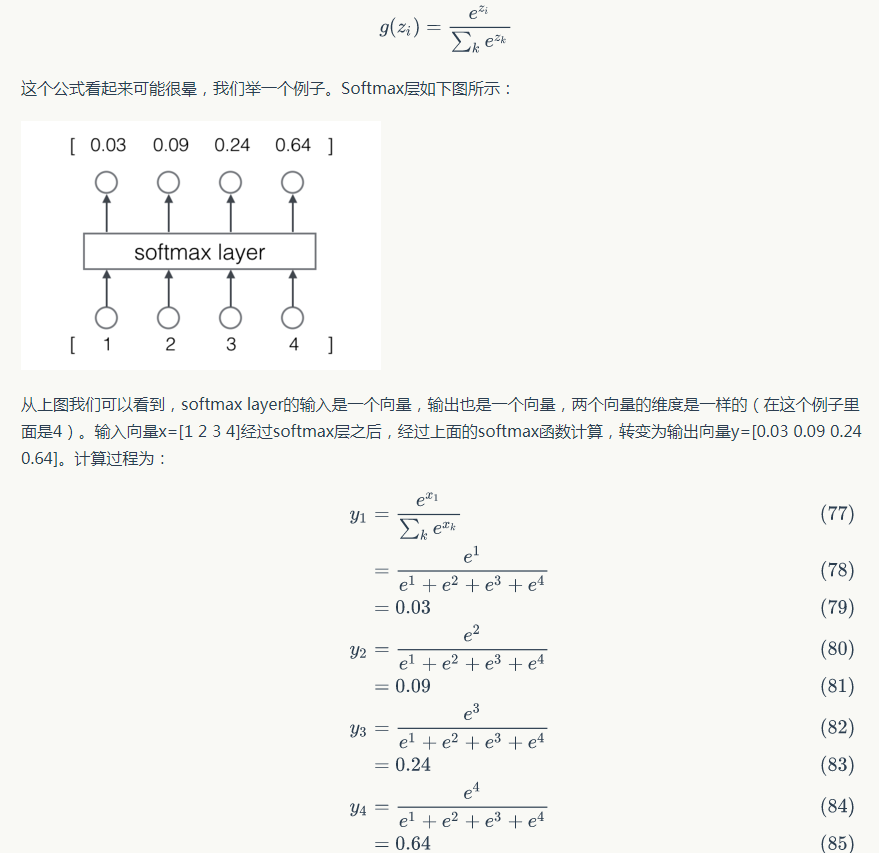 g(z_i) = e^{z_i} / ∑_k e^{z_k}
这个公式看起来可能很晕，我们举一个例子。Softmax层如下图所示：
[ 0.03 0.09 0.24 0.64 ]
softmax layer
[ 1 2 3 4 ]
从上图我们可以看到，softmax layer的输入是一个向量，输出也是一个向量，两个向量的维度是一样的（在这个例子里
面是4）。输入向量x=[1 2 3 4]经过softmax层之后，经过上面的softmax函数计算，转变为输出向量y=[0.03 0.09 0.24
0.64]。计算过程为：
y_1 = e^{x_1} / ∑_k e^{x_k} (77)
= e^1 / (e^1 + e^2 + e^3 + e^4) (78)
= 0.03 (79)
y_2 = e^2 / (e^1 + e^2 + e^3 + e^4) (80)
= 0.09 (81)
y_3 = e^3 / (e^1 + e^2 + e^3 + e^4) (82)
= 0.24 (83)
y_4 = e^4 / (e^1 + e^2 + e^3 + e^4) (84)
= 0.64 (85)